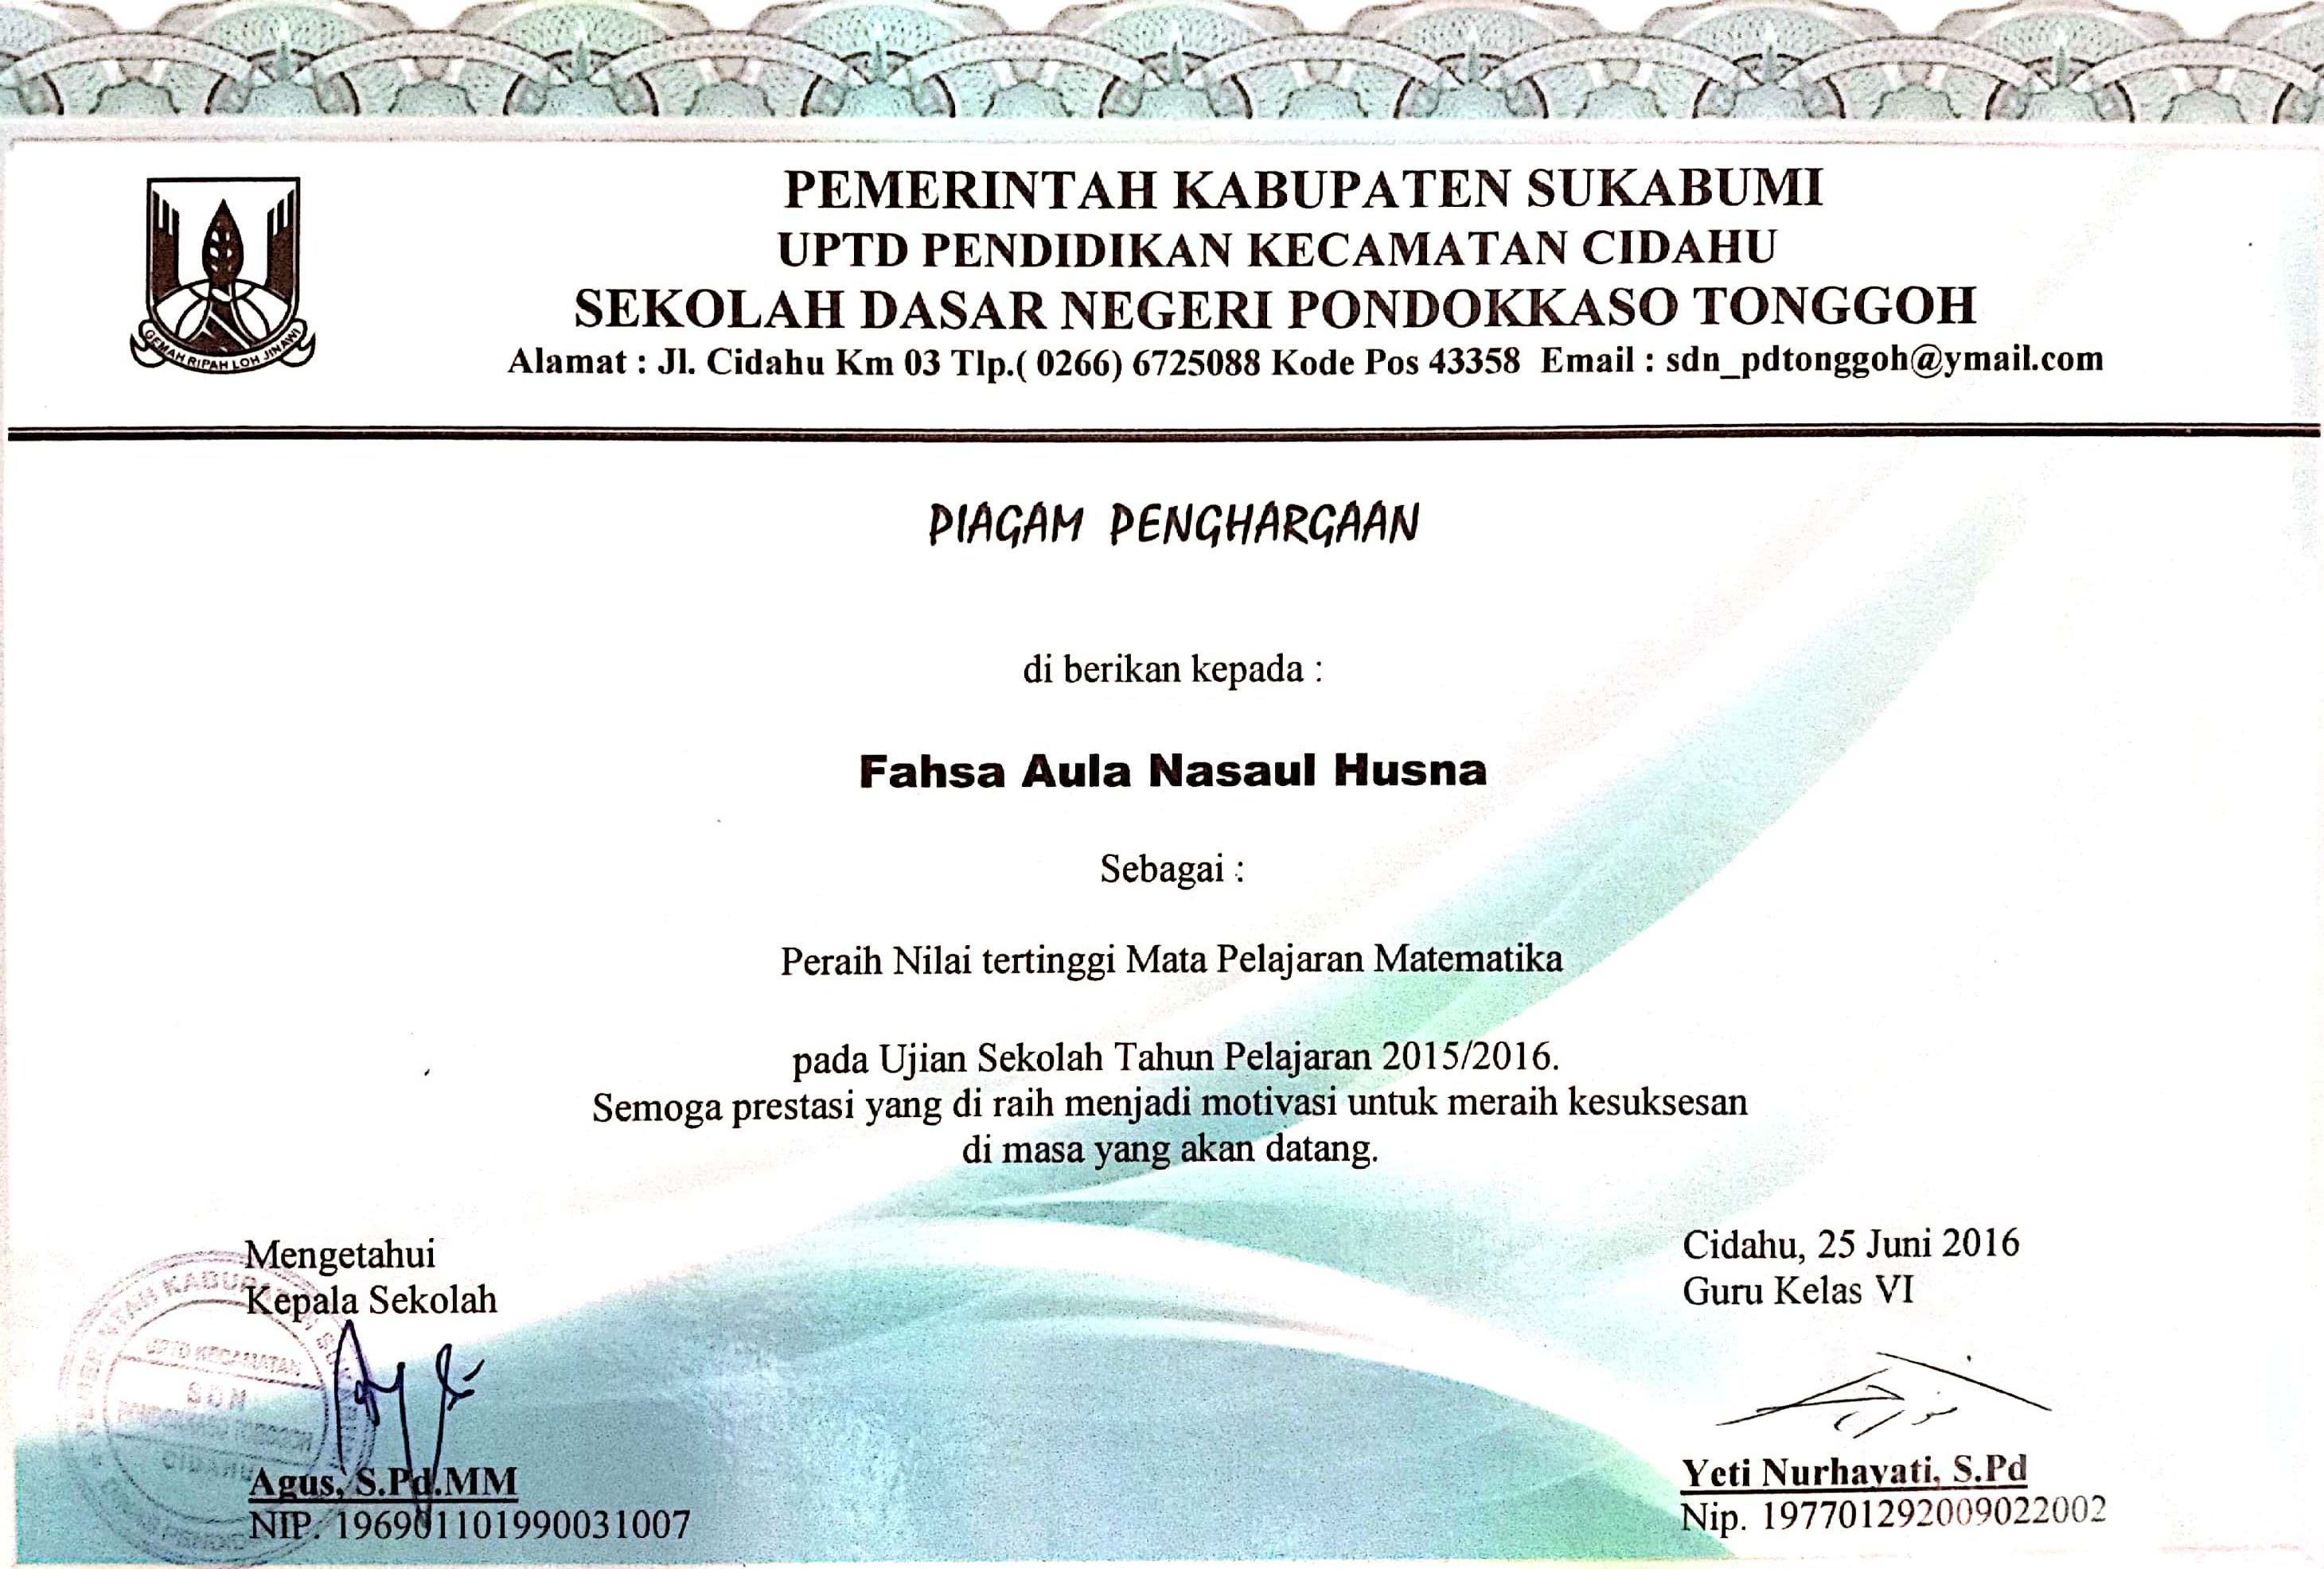 PEMERINTAH KABUPATEN SUKABUMI
UPTD PENDIDIKAN KECAMATAN CIDAHU
SEKOLAH DASAR NEGERI PONDOKKASO TONGGOH
Alamat : Jl. Cidahu Km 03 Tlp.( 0266) 6725088 Kode Pos 43358 Email : sdn_pdtonggoh@ymail.com
GEMAH RIPAH LOH JINAWI
PIAGAM PENGHARGAAN
di berikan kepada :
Fahsa Aula Nasaul Husna
Sebagai :
Peraih Nilai tertinggi Mata Pelajaran Matematika
pada Ujian Sekolah Tahun Pelajaran 2015/2016.
Semoga prestasi yang di raih menjadi motivasi untuk meraih kesuksesan
di masa yang akan datang.
Mengetahui
Kepala Sekolah
UPTD KECAMATAN
SDN
CIDAHU
Agus, S.Pd.MM
NIP. 196901101990031007
Cidahu, 25 Juni 2016
Guru Kelas VI
Yeti Nurhayati, S.Pd
Nip. 197701292009022002